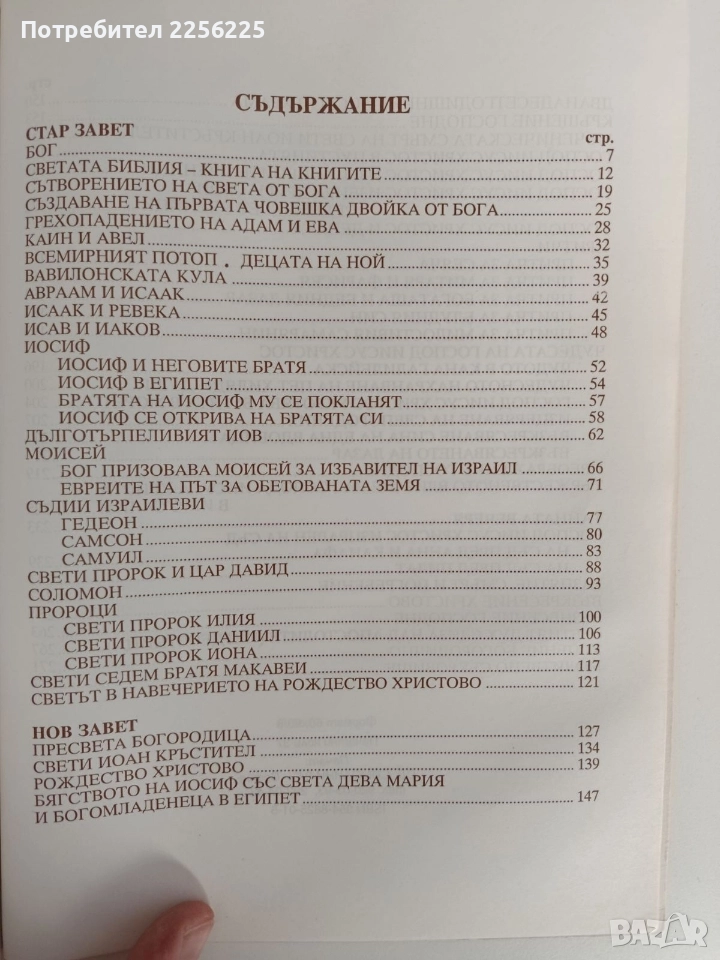 Потребител 2256225
СЪДЪРЖАНИЕ
СТАР ЗАВЕТ стр.
БОГ 7
СВЕТАТА БИБЛИЯ – КНИГА НА КНИГИТЕ 12
СЪТВОРЕНИЕТО НА СВЕТА ОТ БОГА 19
СЪЗДАВАНЕ НА ПЪРВАТА ЧОВЕШКА ДВОЙКА ОТ БОГА 25
ГРЕХОПАДЕНИЕТО НА АДАМ И ЕВА 28
КАИН И АВЕЛ 32
ВСЕМИРНИЯТ ПОТОП . ДЕЦАТА НА НОЙ 35
ВАВИЛОНСКАТА КУЛА 39
АВРААМ И ИСААК 42
ИСААК И РЕВЕКА 45
ИСАВ И ИАКОВ 48
ИОСИФ
ИОСИФ И НЕГОВИТЕ БРАТЯ 52
ИОСИФ В ЕГИПЕТ 54
БРАТЯТА НА ИОСИФ МУ СЕ ПОКЛАНЯТ 57
ИОСИФ СЕ ОТКРИВА НА БРАТЯТА СИ 58
ДЪЛГОТЪРПЕЛИВИЯТ ИОВ 62
МОИСЕЙ
БОГ ПРИЗОВАВА МОИСЕЙ ЗА ИЗБАВИТЕЛ НА ИЗРАИЛ 66
ЕВРЕИТЕ НА ПЪТ ЗА ОБЕТОВАНАТА ЗЕМЯ 71
СЪДИИ ИЗРАИЛЕВИ
ГЕДЕОН 77
САМСОН 80
САМУИЛ 83
СВЕТИ ПРОРОК И ЦАР ДАВИД 88
СОЛОМОН 93
ПРОРОЦИ
СВЕТИ ПРОРОК ИЛИЯ 100
СВЕТИ ПРОРОК ДАНИИЛ 106
СВЕТИ ПРОРОК ИОНА 113
СВЕТИ СЕДЕМ БРАТЯ МАКАВЕИ 117
СВЕТЪТ В НАВЕЧЕРИЕТО НА РОЖДЕСТВО ХРИСТОВО 121
НОВ ЗАВЕТ
ПРЕСВЕТА БОГОРОДИЦА 127
СВЕТИ ИОАН КРЪСТИТЕЛ 134
РОЖДЕСТВО ХРИСТОВО 139
БЯГСТВОТО НА ИОСИФ СЪС СВЕТА ДЕВА МАРИЯ
И БОГОМЛАДЕНЕЦА В ЕГИПЕТ 147
BAZAR